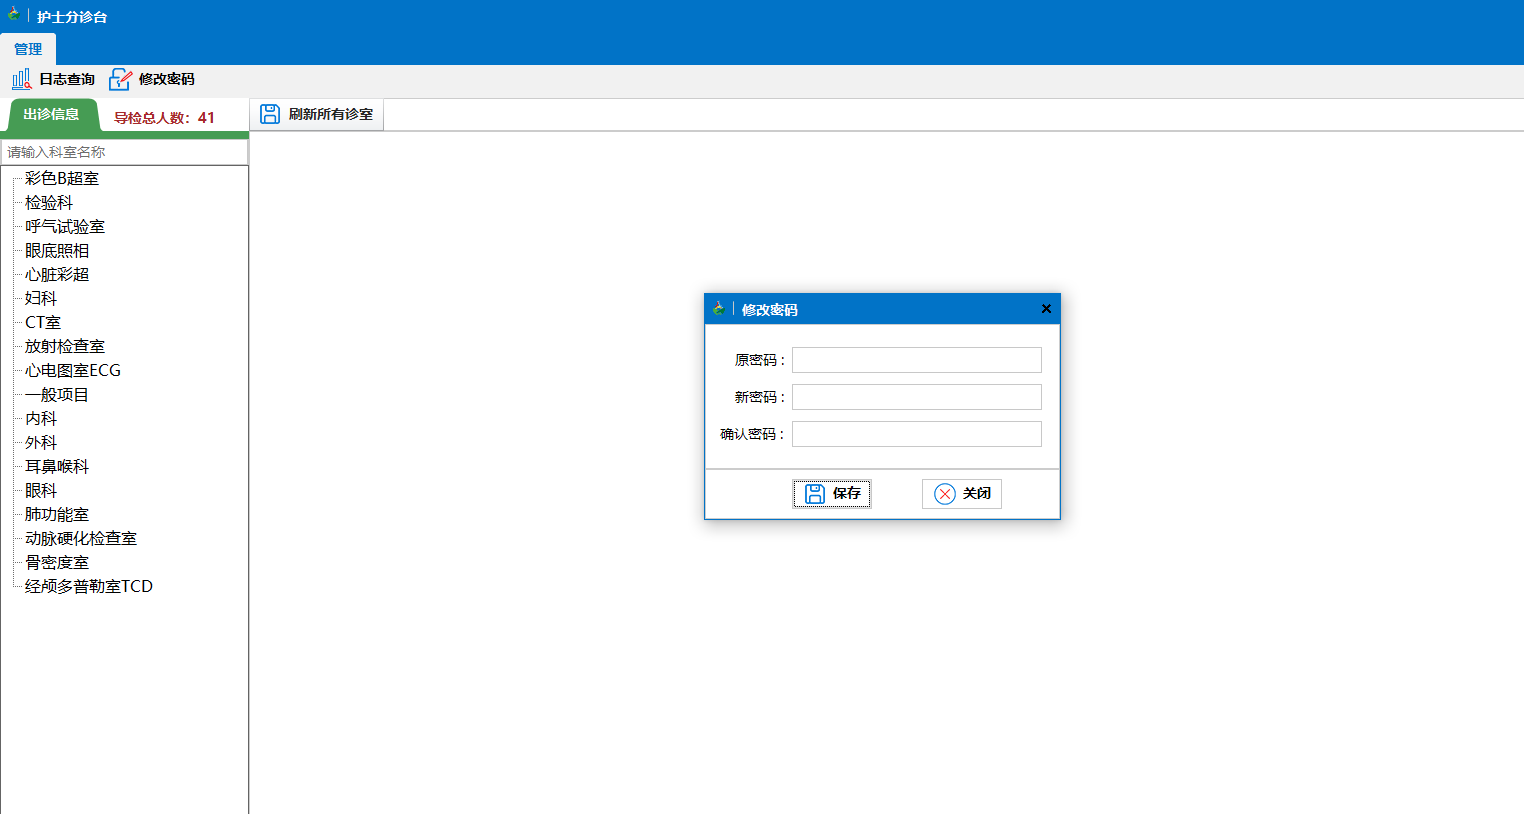 护士分诊台
管理
日志查询 修改密码
出诊信息 导检总人数：41 刷新所有诊室
请输入科室名称
彩色B超室
检验科
呼气试验室
眼底照相
心脏彩超
妇科
CT室
放射检查室
心电图室ECG
一般项目
内科
外科
耳鼻喉科
眼科
肺功能室
动脉硬化检查室
骨密度室
经颅多普勒室TCD
修改密码
原密码：
新密码：
确认密码：
保存 关闭